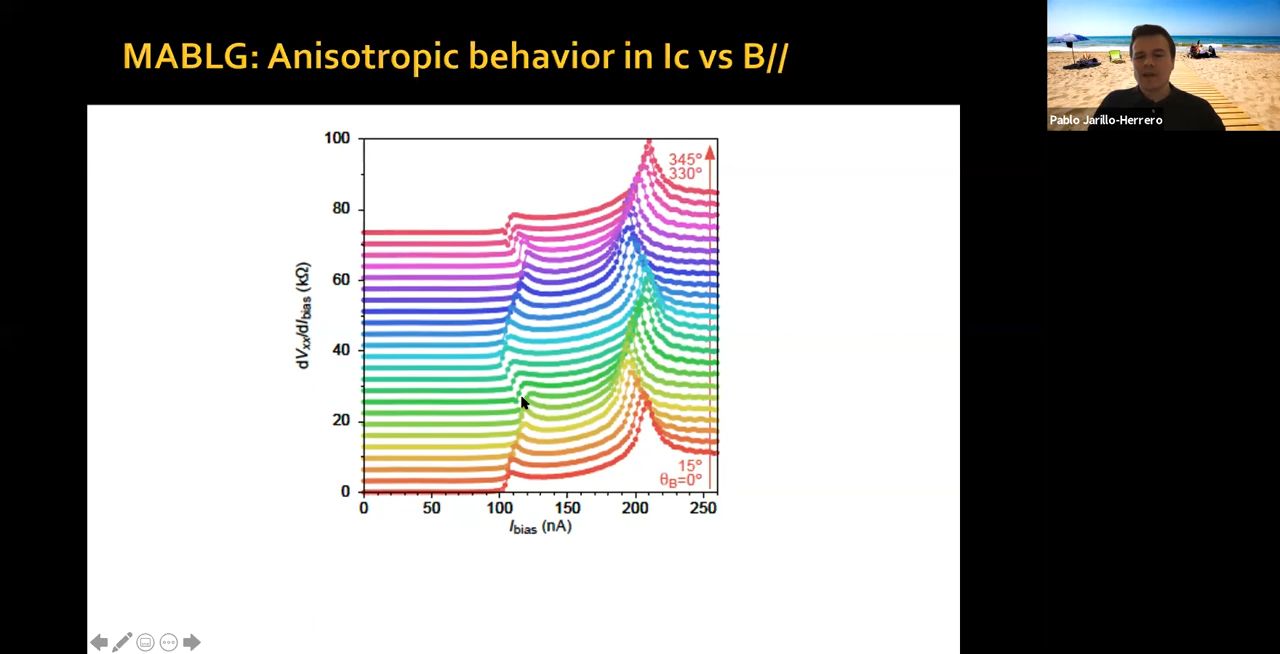 MABLG: Anisotropic behavior in Ic vs B//
Pablo Jarillo-Herrero
100
80
60
40
20
0
dVxx/dIbias (kΩ)
345°
330°
15°
θB=0°
0 50 100 150 200 250
Ibias (nA)